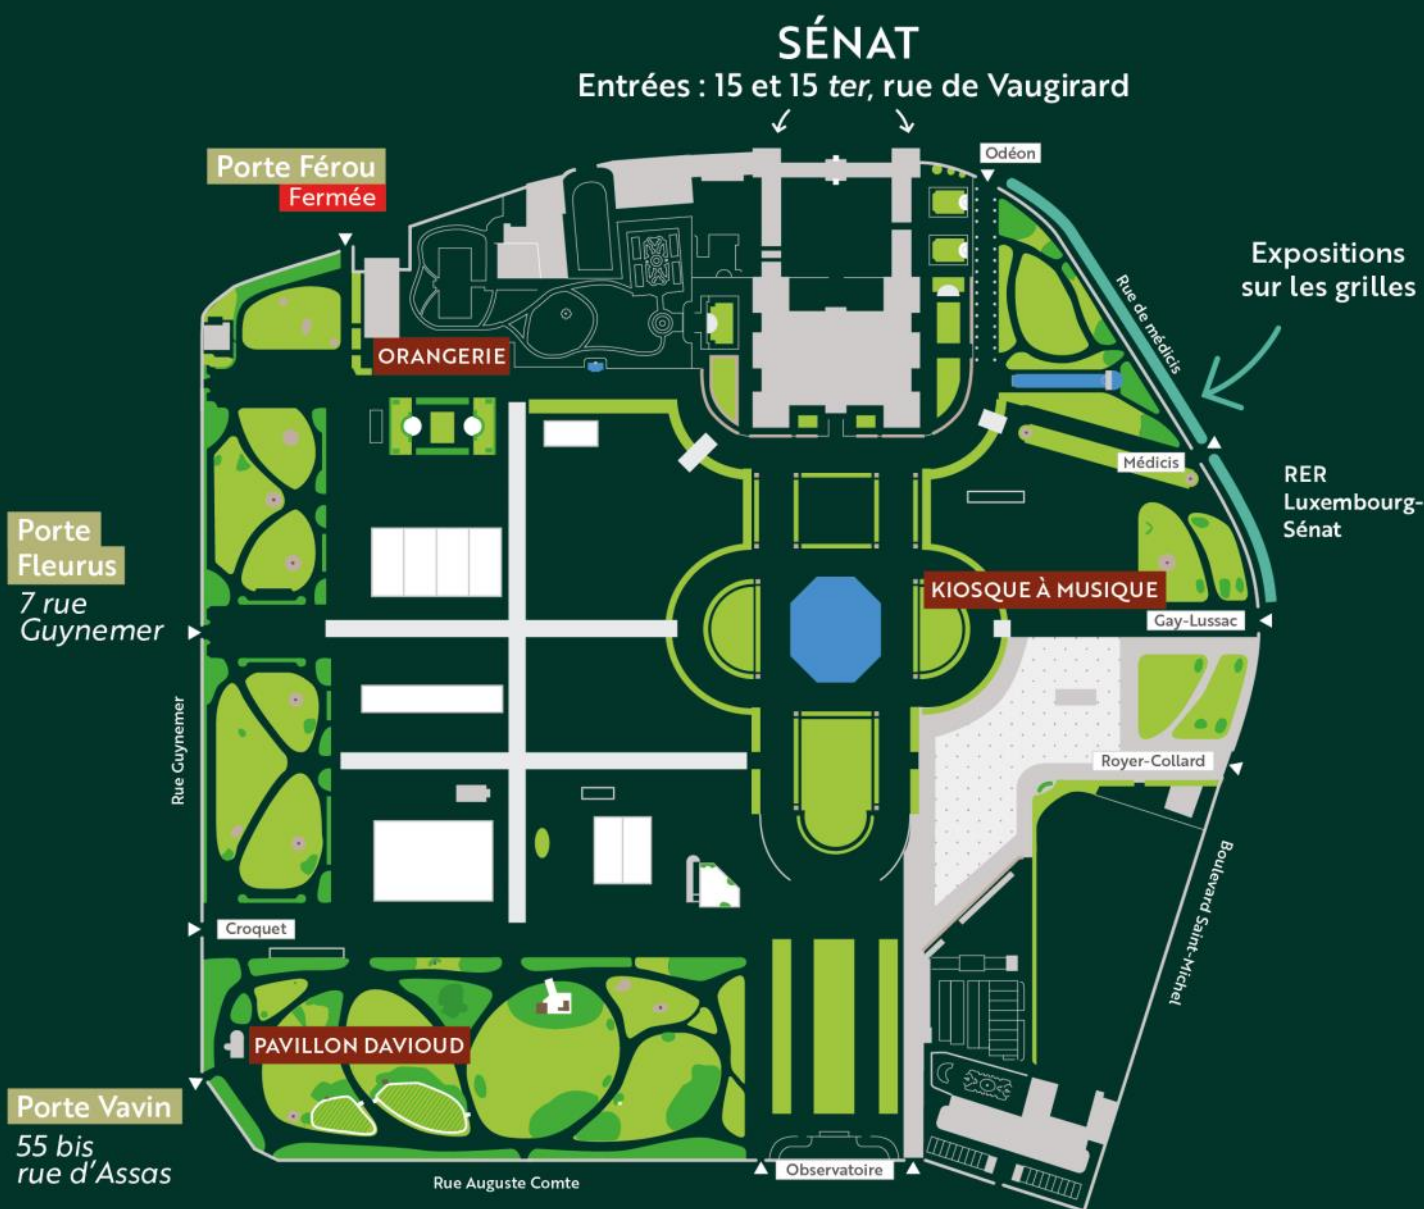 SÉNAT
Entrées : 15 et 15 ter, rue de Vaugirard
Porte Férou
Fermée
Odéon
Expositions
sur les grilles
Rue de médicis
ORANGERIE
Médicis
RER
Luxembourg-
Sénat
Porte
Fleurus
7 rue
Guynemer
KIOSQUE À MUSIQUE
Gay-Lussac
Rue Guynemer
Royer-Collard
Boulevard Saint-Michel
Croquet
PAVILLON DAVIOUD
Porte Vavin
55 bis
rue d’Assas
Observatoire
Rue Auguste Comte